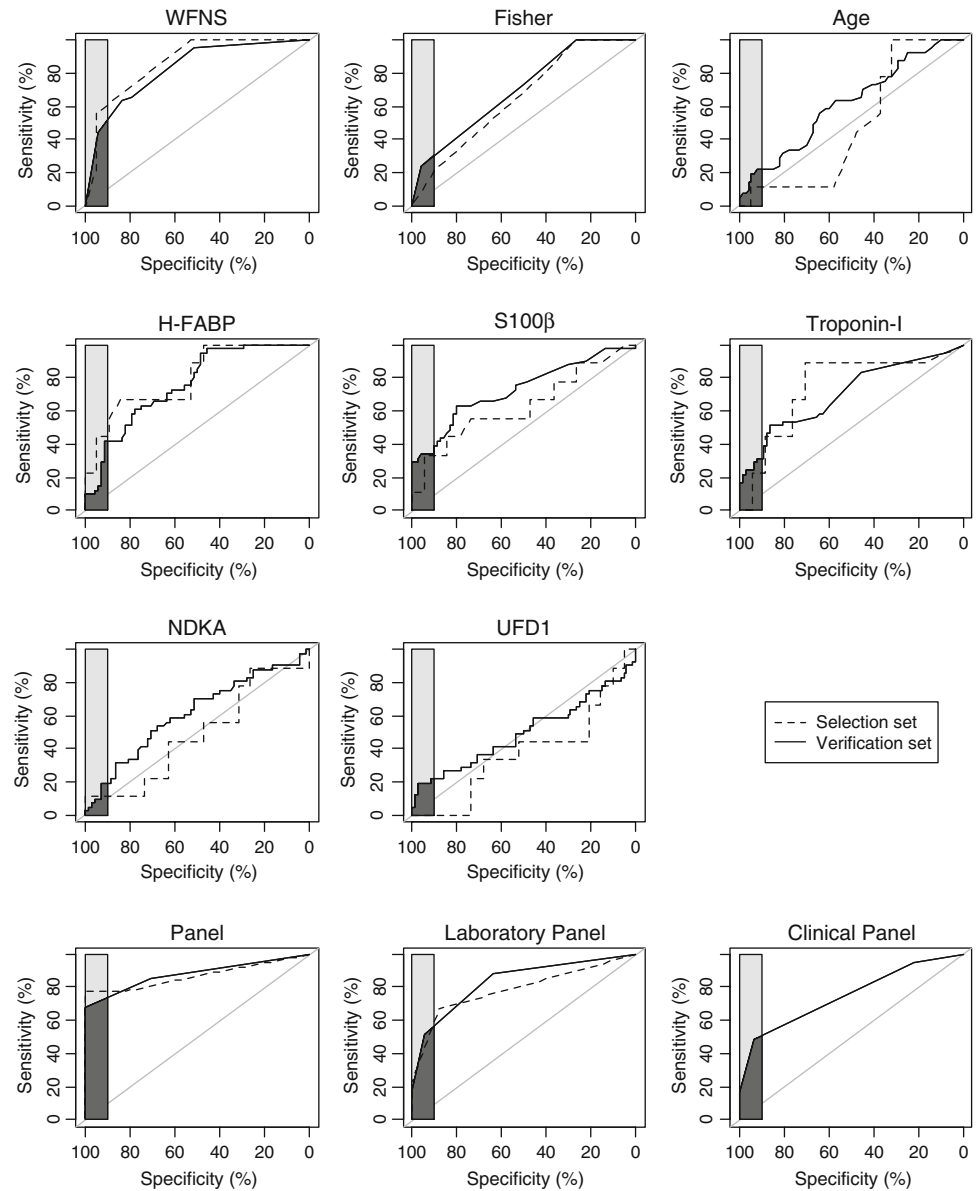 WFNS
Sensitivity (%)
0 20 40 60 80
100 80 60 40 20 0
Specificity (%)
Fisher
Sensitivity (%)
0 20 40 60 80
100 80 60 40 20 0
Specificity (%)
Age
Sensitivity (%)
0 20 40 60 80
100 80 60 40 20 0
Specificity (%)
H-FABP
Sensitivity (%)
0 20 40 60 80
100 80 60 40 20 0
Specificity (%)
S100β
Sensitivity (%)
0 20 40 60 80
100 80 60 40 20 0
Specificity (%)
Troponin-I
Sensitivity (%)
0 20 40 60 80
100 80 60 40 20 0
Specificity (%)
NDKA
Sensitivity (%)
0 20 40 60 80
100 80 60 40 20 0
Specificity (%)
UFD1
Sensitivity (%)
0 20 40 60 80
100 80 60 40 20 0
Specificity (%)
Selection set
Verification set
Panel
Sensitivity (%)
0 20 40 60 80
100 80 60 40 20 0
Specificity (%)
Laboratory Panel
Sensitivity (%)
0 20 40 60 80
100 80 60 40 20 0
Specificity (%)
Clinical Panel
Sensitivity (%)
0 20 40 60 80
100 80 60 40 20 0
Specificity (%)